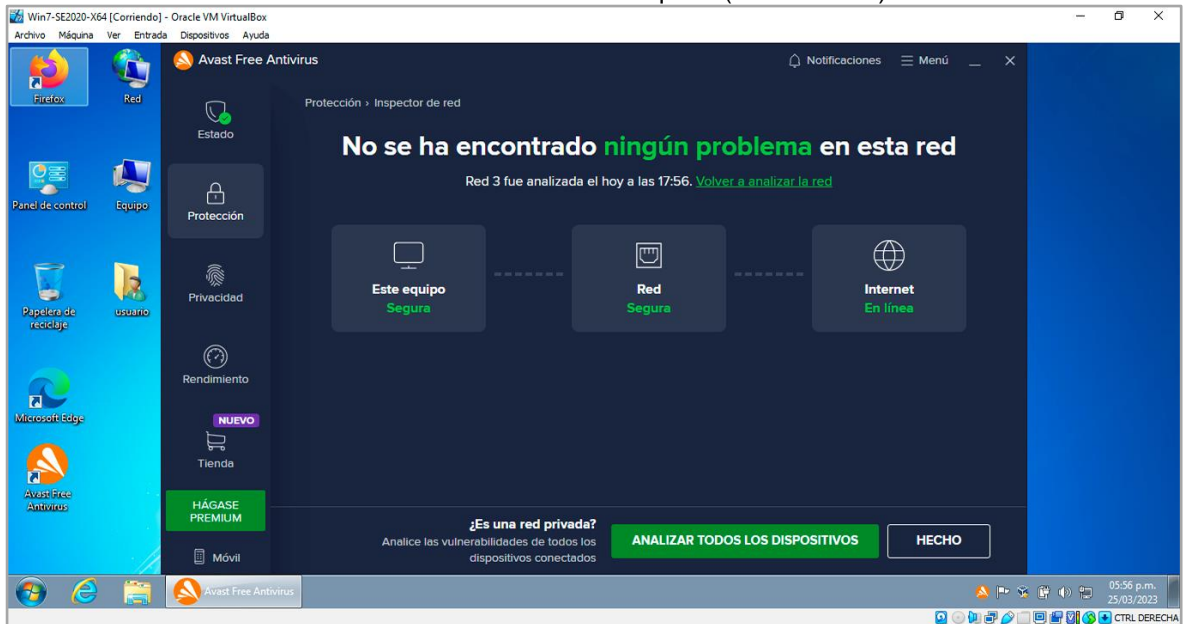 Win7-SE2020-X64 [Corriendo] - Oracle VM VirtualBox
Archivo Máquina Ver Entrada Dispositivos Ayuda
Avast Free Antivirus
Notificaciones
Menú
Firefox
Red
Panel de control
Equipo
Papelera de
reciclaje
usuario
Microsoft Edge
Avast Free
Antivirus
Estado
Protección
Privacidad
Rendimiento
NUEVO
Tienda
HÁGASE
PREMIUM
Móvil
Protección › Inspector de red
No se ha encontrado ningún problema en esta red
Red 3 fue analizada el hoy a las 17:56. Volver a analizar la red
Este equipo
Segura
Red
Segura
Internet
En línea
¿Es una red privada?
Analice las vulnerabilidades de todos los
dispositivos conectados
ANALIZAR TODOS LOS DISPOSITIVOS
HECHO
Avast Free Antivirus
05:56 p.m.
25/03/2023
CTRL DERECHA